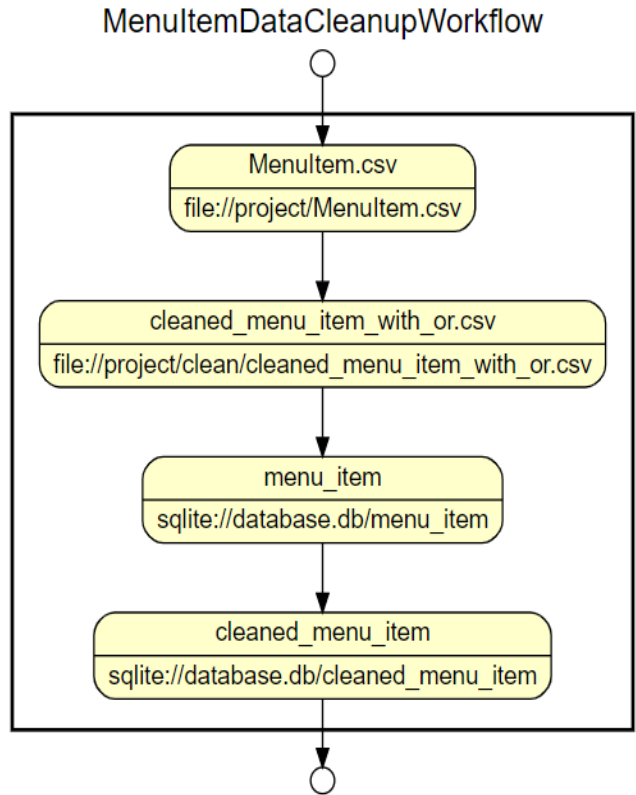 MenuItemDataCleanupWorkflow
MenuItem.csv
file://project/MenuItem.csv
cleaned_menu_item_with_or.csv
file://project/clean/cleaned_menu_item_with_or.csv
menu_item
sqlite://database.db/menu_item
cleaned_menu_item
sqlite://database.db/cleaned_menu_item